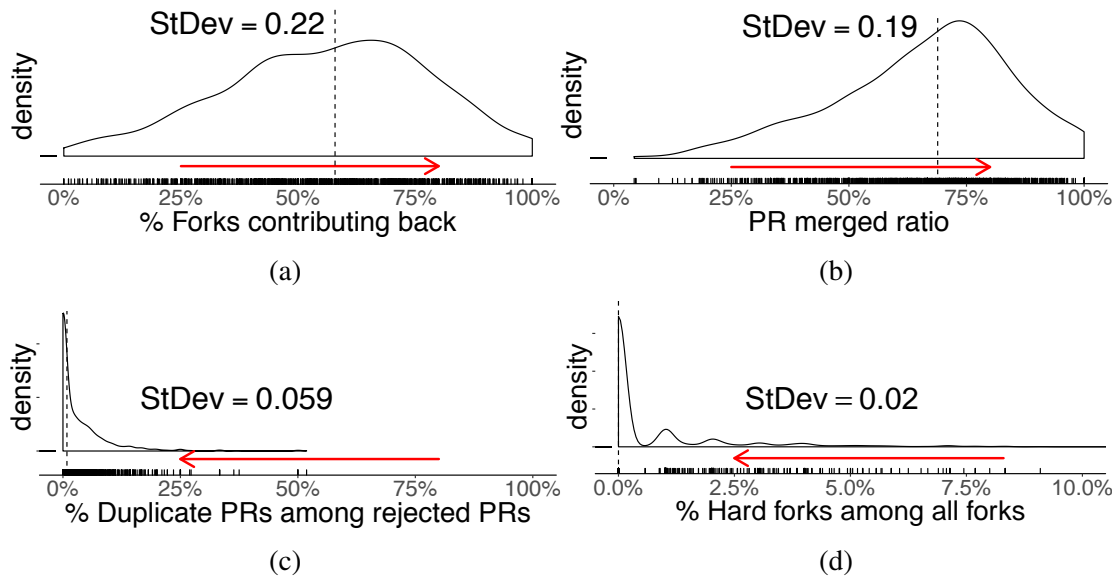 StDev = 0.22
density
0% 25% 50% 75% 100%
% Forks contributing back
(a)
StDev = 0.19
density
0% 25% 50% 75% 100%
PR merged ratio
(b)
StDev = 0.059
density
0% 25% 50% 75% 100%
% Duplicate PRs among rejected PRs
(c)
StDev = 0.02
density
0.0% 2.5% 5.0% 7.5% 10.0%
% Hard forks among all forks
(d)